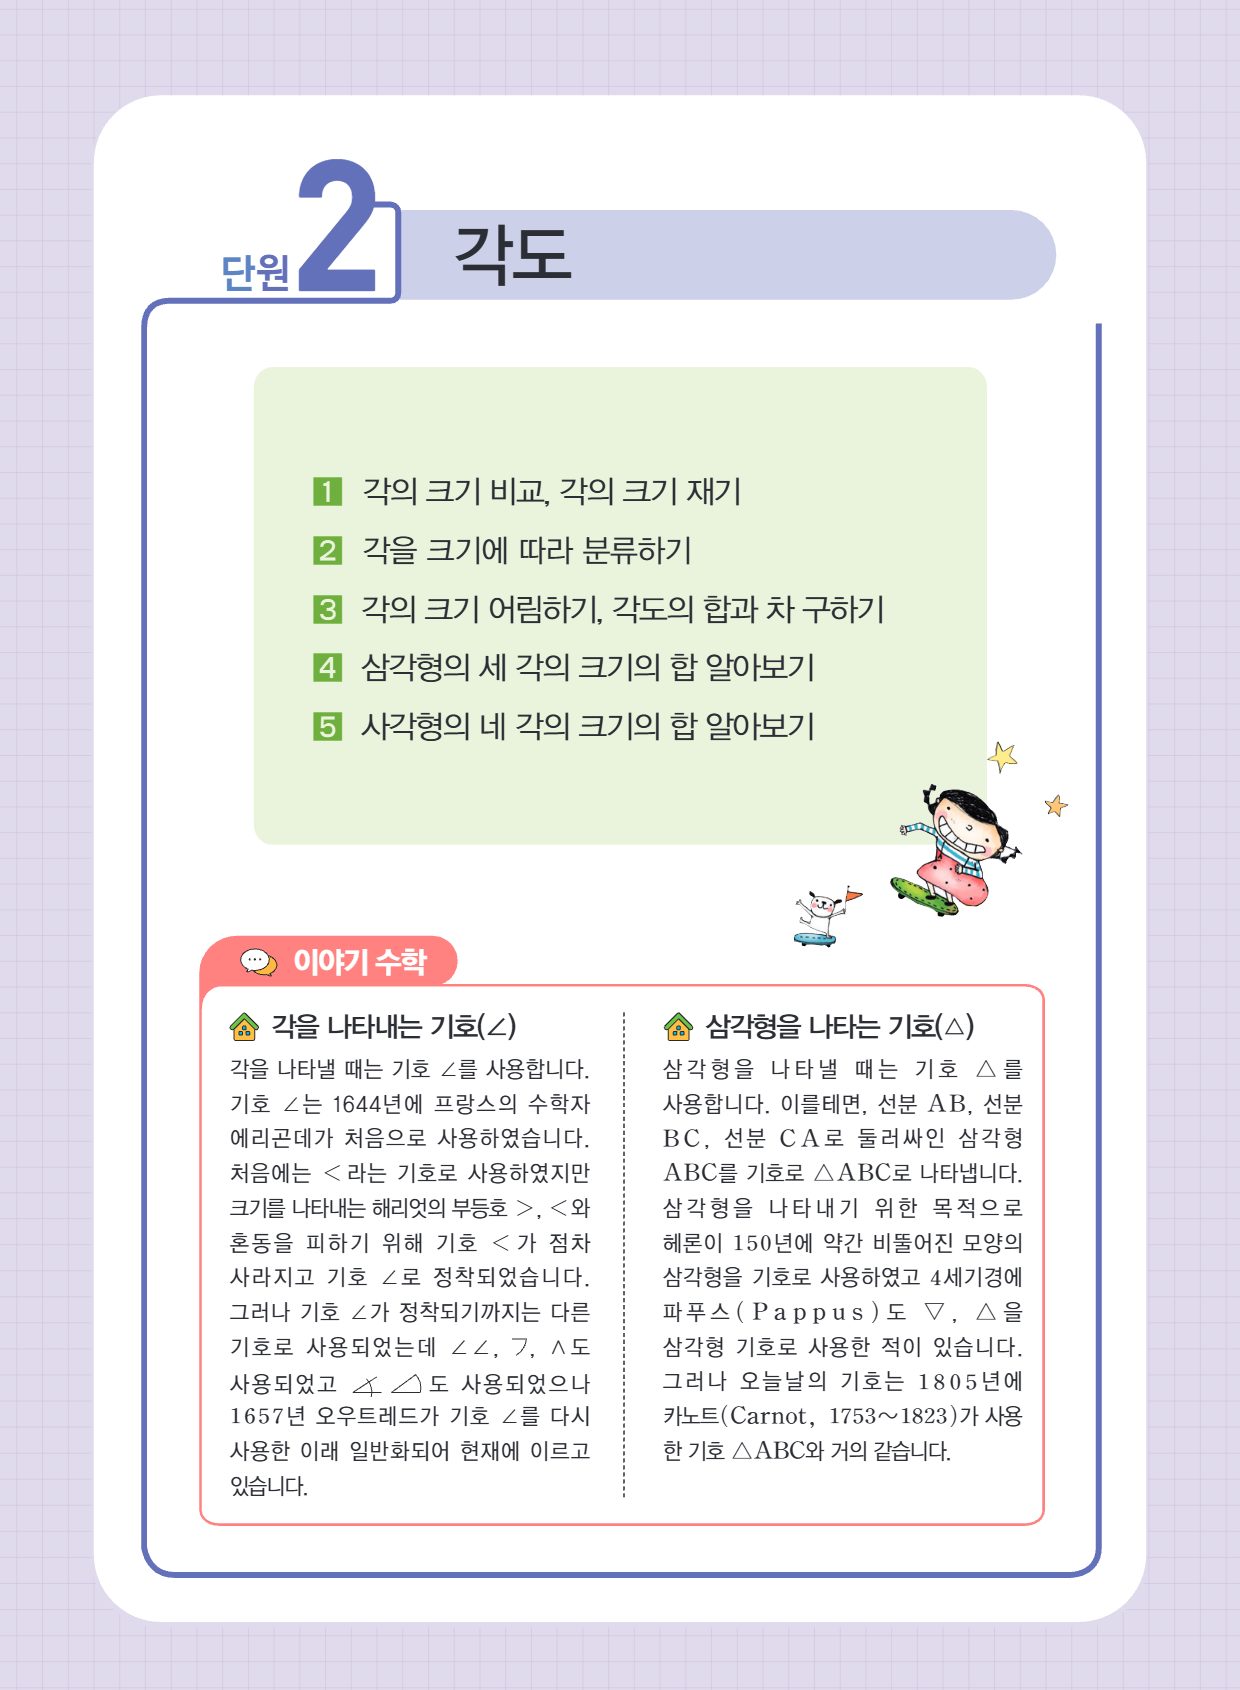 단원 2 각도
1 각의 크기 비교, 각의 크기 재기
2 각을 크기에 따라 분류하기
3 각의 크기 어림하기, 각도의 합과 차 구하기
4 삼각형의 세 각의 크기의 합 알아보기
5 사각형의 네 각의 크기의 합 알아보기
이야기 수학
각을 나타내는 기호(∠)
각을 나타낼 때는 기호 ∠를 사용합니다.
기호 ∠는 1644년에 프랑스의 수학자
에리곤데가 처음으로 사용하였습니다.
처음에는 <라는 기호로 사용하였지만
크기를 나타내는 해리엇의 부등호 >, <와
혼동을 피하기 위해 기호 <가 점차
사라지고 기호 ∠로 정착되었습니다.
그러나 기호 ∠가 정착되기까지는 다른
기호로 사용되었는데 ∠∠, , ∧도
사용되었고 도 사용되었으나
1657년 오우트레드가 기호 ∠를 다시
사용한 이래 일반화되어 현재에 이르고
있습니다.
삼각형을 나타는 기호(△)
삼각형을 나타낼 때는 기호 △를
사용합니다. 이를테면, 선분 AB, 선분
BC, 선분 CA로 둘러싸인 삼각형
ABC를 기호로 △ABC로 나타냅니다.
삼각형을 나타내기 위한 목적으로
헤론이 150년에 약간 비뚤어진 모양의
삼각형을 기호로 사용하였고 4세기경에
파푸스(Pappus)도 ▽, △을
삼각형 기호로 사용한 적이 있습니다.
그러나 오늘날의 기호는 1805년에
카노트(Carnot, 1753～1823)가 사용
한 기호 △ABC와 거의 같습니다.